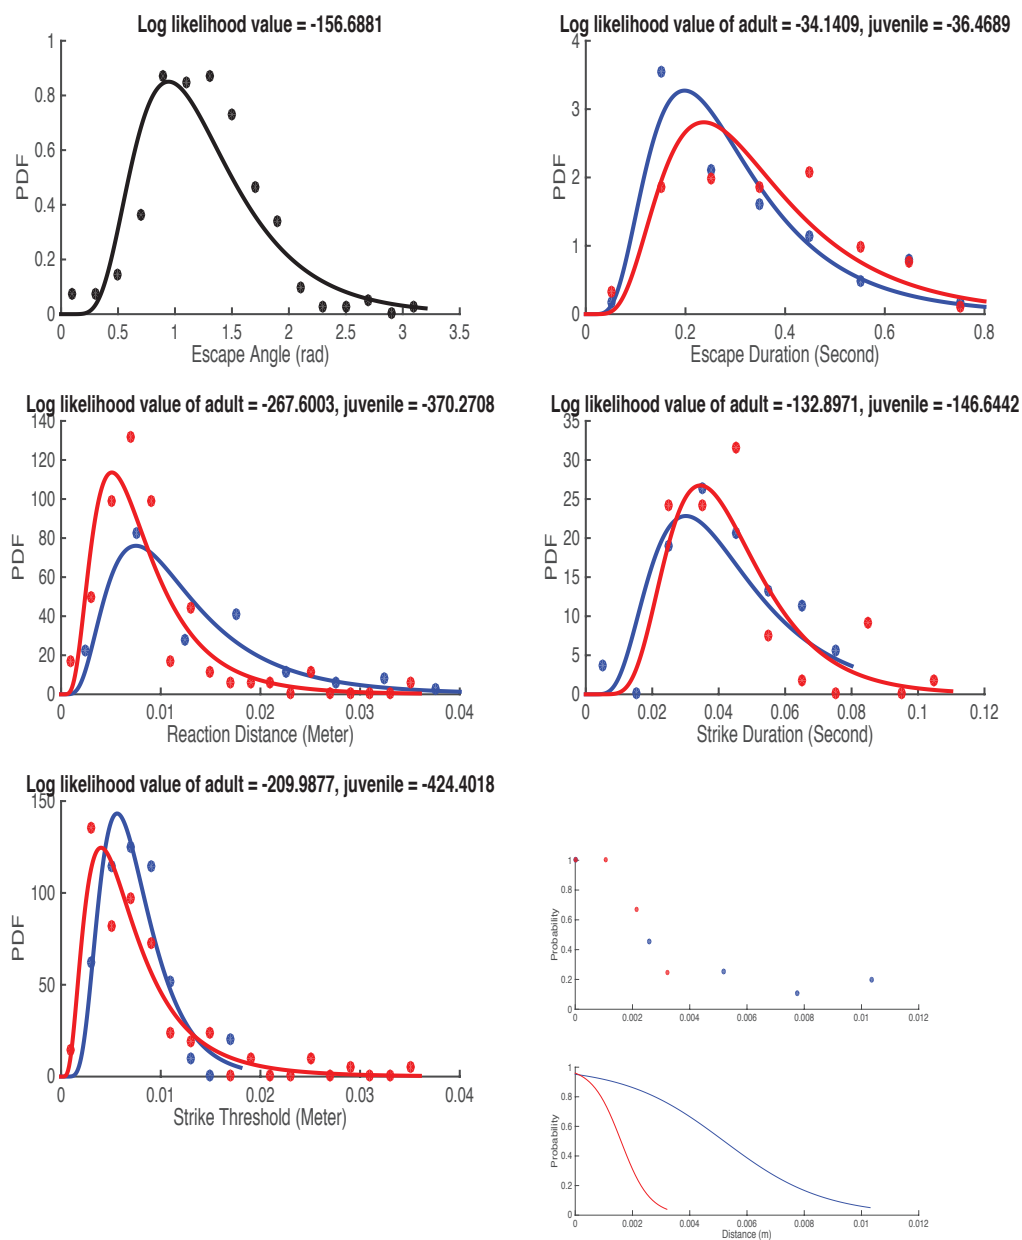 Log likelihood value = -156.6881
1
0.8
0.6
0.4
0.2
0
PDF
0 0.5 1 1.5 2 2.5 3 3.5
Escape Angle (rad)
Log likelihood value of adult = -34.1409, juvenile = -36.4689
4
3
2
1
0
PDF
0 0.2 0.4 0.6 0.8
Escape Duration (Second)
Log likelihood value of adult = -267.6003, juvenile = -370.2708
140
120
100
80
60
40
20
0
PDF
0 0.01 0.02 0.03 0.04
Reaction Distance (Meter)
Log likelihood value of adult = -132.8971, juvenile = -146.6442
35
30
25
20
15
10
5
0
PDF
0 0.02 0.04 0.06 0.08 0.1 0.12
Strike Duration (Second)
Log likelihood value of adult = -209.9877, juvenile = -424.4018
150
100
50
0
PDF
0 0.01 0.02 0.03 0.04
Strike Threshold (Meter)
1
0.8
0.6
0.4
0.2
0
Probability
0 0.002 0.004 0.006 0.008 0.01 0.012
1
0.8
0.6
0.4
0.2
0
Probability
0 0.002 0.004 0.006 0.008 0.01 0.012
Distance (m)